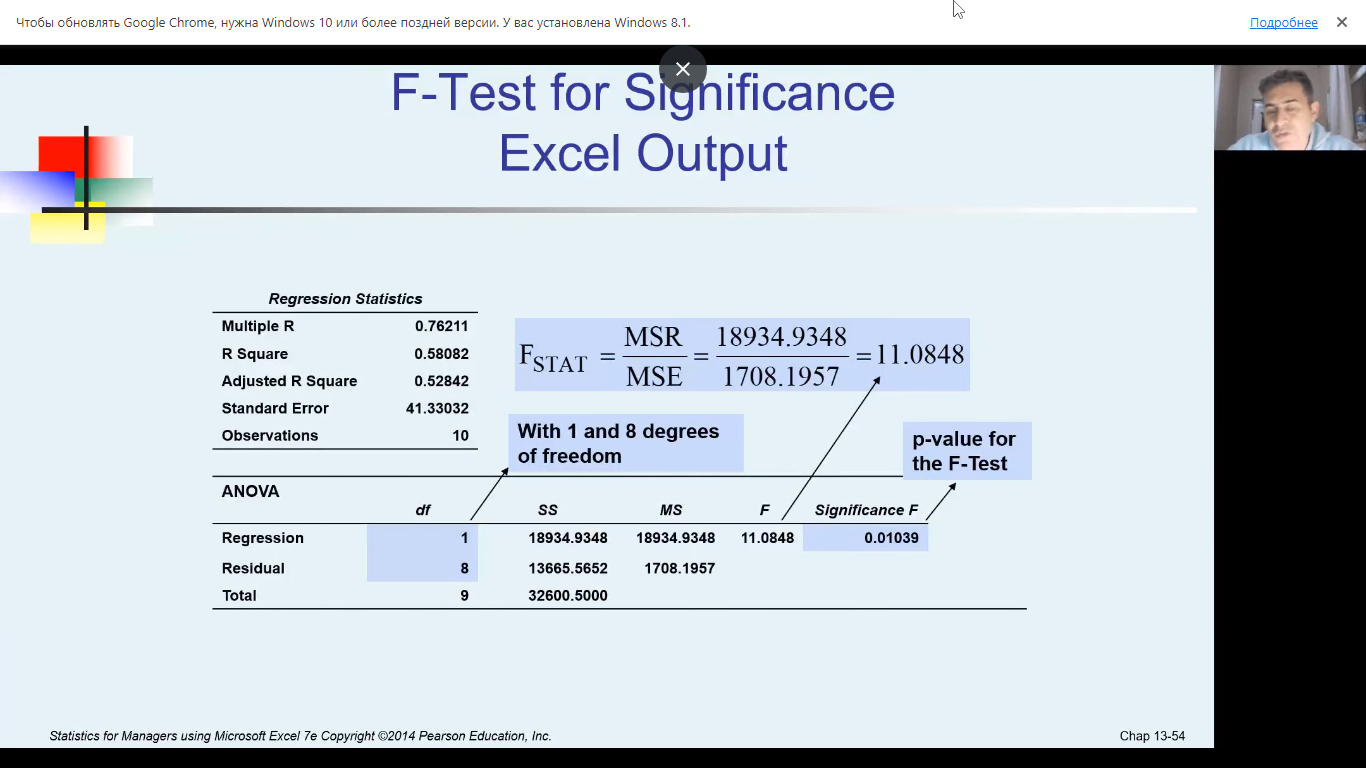 Чтобы обновлять Google Chrome, нужна Windows 10 или более поздней версии. У вас установлена Windows 8.1.
Подробнее
F-Test for Significance
Excel Output
Regression Statistics
Multiple R 0.76211
R Square 0.58082
Adjusted R Square 0.52842
Standard Error 41.33032
Observations 10
F_STAT = MSR/MSE = 18934.9348/1708.1957 = 11.0848
With 1 and 8 degrees
of freedom
p-value for
the F-Test
ANOVA
df SS MS F Significance F
Regression 1 18934.9348 18934.9348 11.0848 0.01039
Residual 8 13665.5652 1708.1957
Total 9 32600.5000
Statistics for Managers using Microsoft Excel 7e Copyright ©2014 Pearson Education, Inc.
Chap 13-54